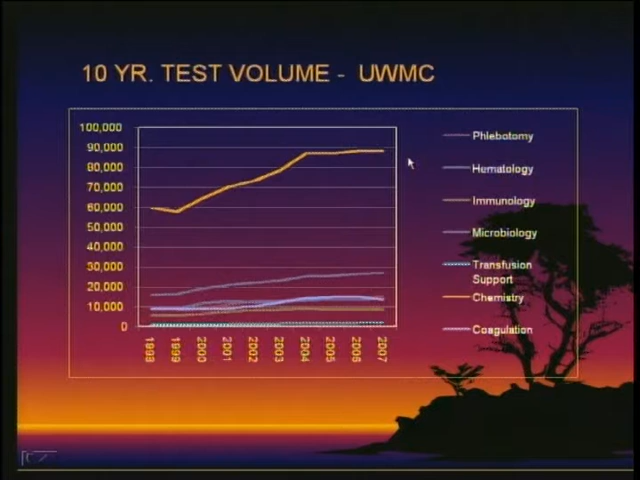 10 YR. TEST VOLUME - UWMC
100,000
90,000
80,000
70,000
60,000
50,000
40,000
30,000
20,000
10,000
0
1998
1999
2000
2001
2002
2003
2004
2005
2006
2007
Phlebotomy
Hematology
Immunology
Microbiology
Transfusion
Support
Chemistry
Coagulation